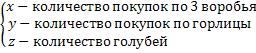 x − количество покупок по 3 воробья
y − количество покупок по горлицы
z − количество голубей